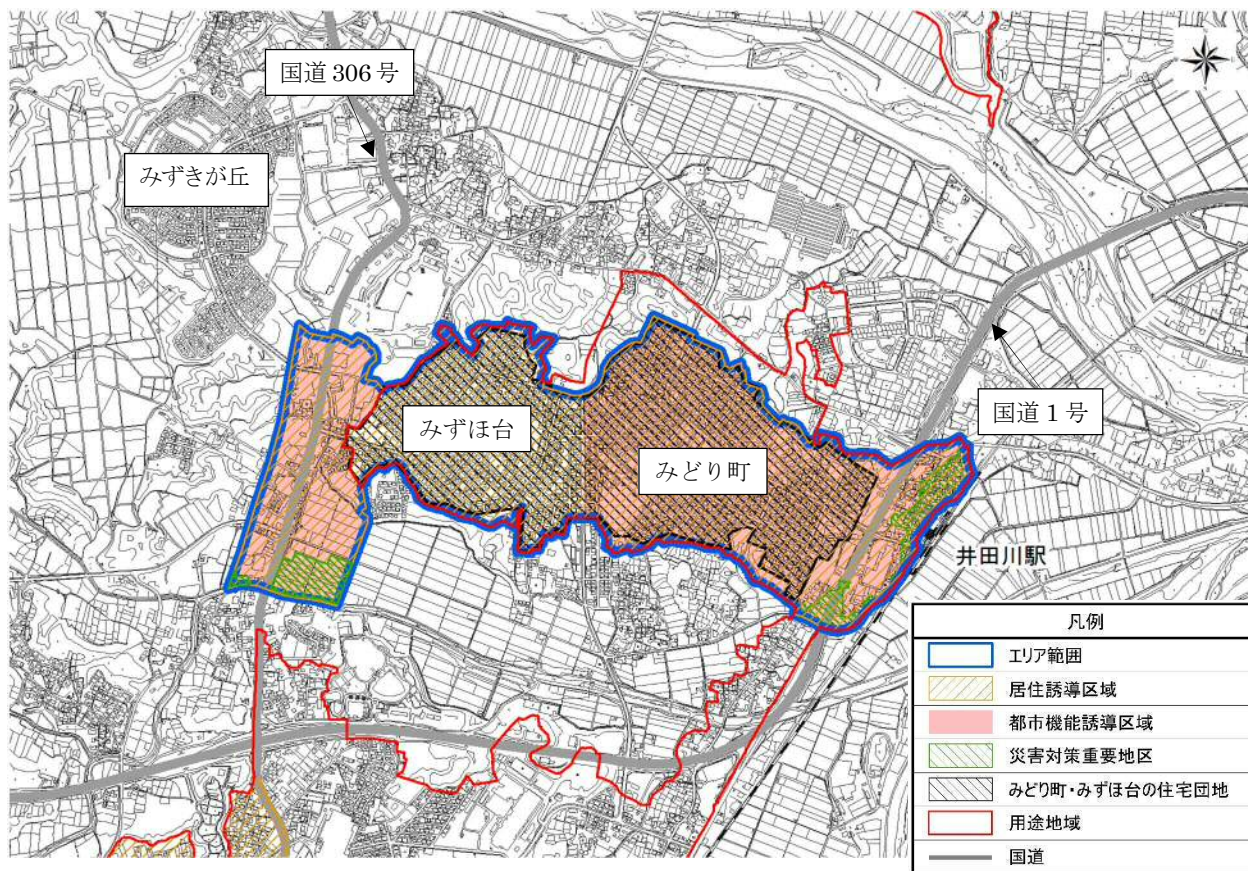 国道 306 号
みずきが丘
国道 1 号
みずほ台
みどり町
井田川駅
凡例
エリア範囲
居住誘導区域
都市機能誘導区域
災害対策重要地区
みどり町・みずほ台の住宅団地
用途地域
国道